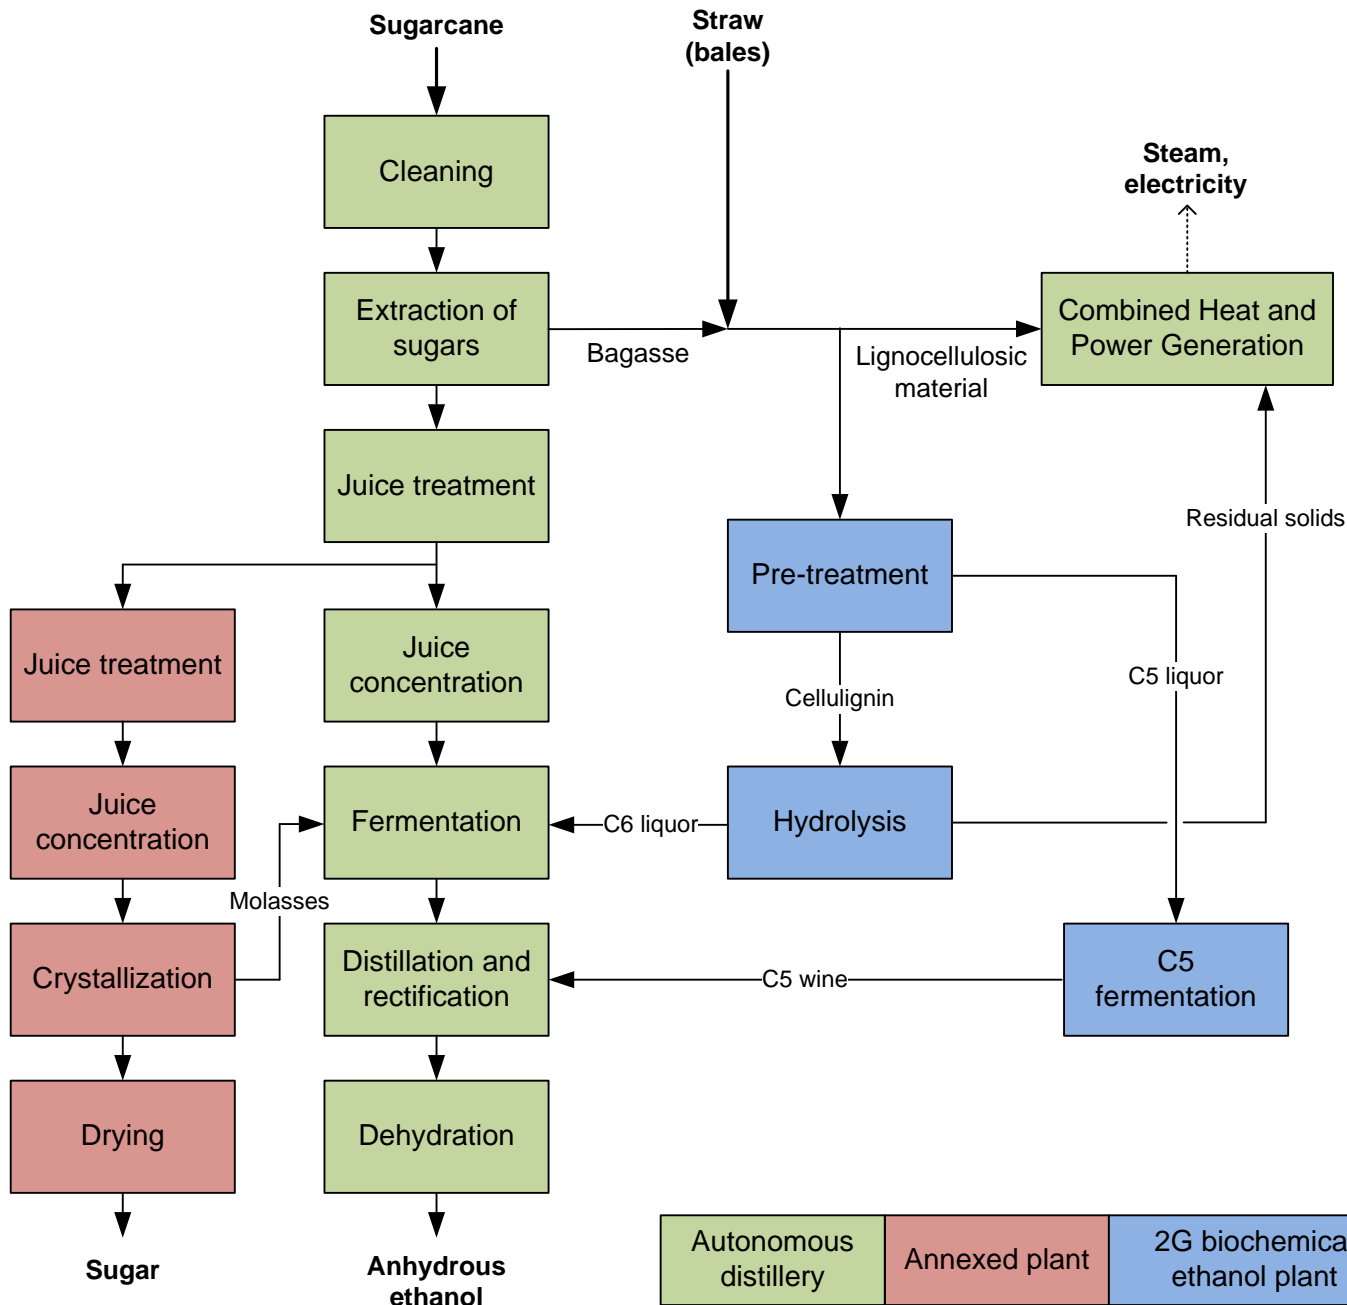 Sugarcane
Straw
(bales)
Cleaning
Steam,
electricity
Extraction of
sugars
Bagasse
Lignocellulosic
material
Combined Heat and
Power Generation
Juice treatment
Residual solids
Pre-treatment
Juice treatment
Juice
concentration
C5 liquor
Cellulignin
Juice
concentration
Fermentation
C6 liquor
Hydrolysis
Molasses
Crystallization
Distillation and
rectification
C5 wine
C5
fermentation
Drying
Dehydration
Sugar
Anhydrous
ethanol
Autonomous
distillery
Annexed plant
2G biochemica
ethanol plant